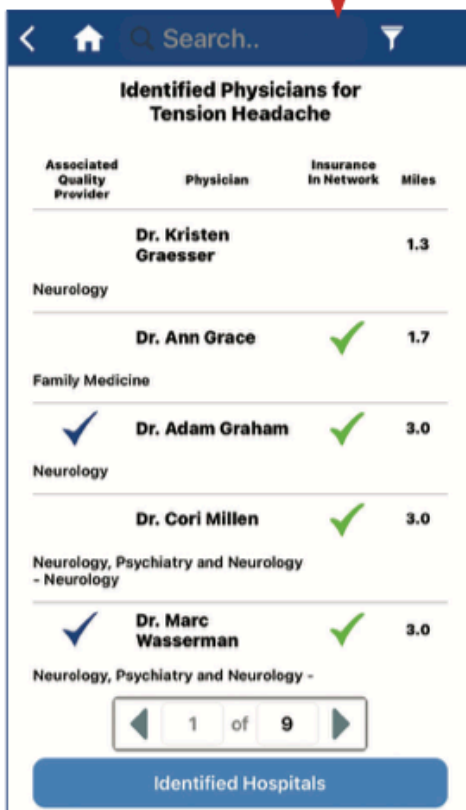 Search..
Identified Physicians for
Tension Headache
Associated
Quality
Provider
Physician
Insurance
In Network
Miles
Dr. Kristen
Graesser
1.3
Neurology
Dr. Ann Grace
1.7
Family Medicine
Dr. Adam Graham
3.0
Neurology
Dr. Cori Millen
3.0
Neurology, Psychiatry and Neurology
- Neurology
Dr. Marc
Wasserman
3.0
Neurology, Psychiatry and Neurology -
1 of 9
Identified Hospitals